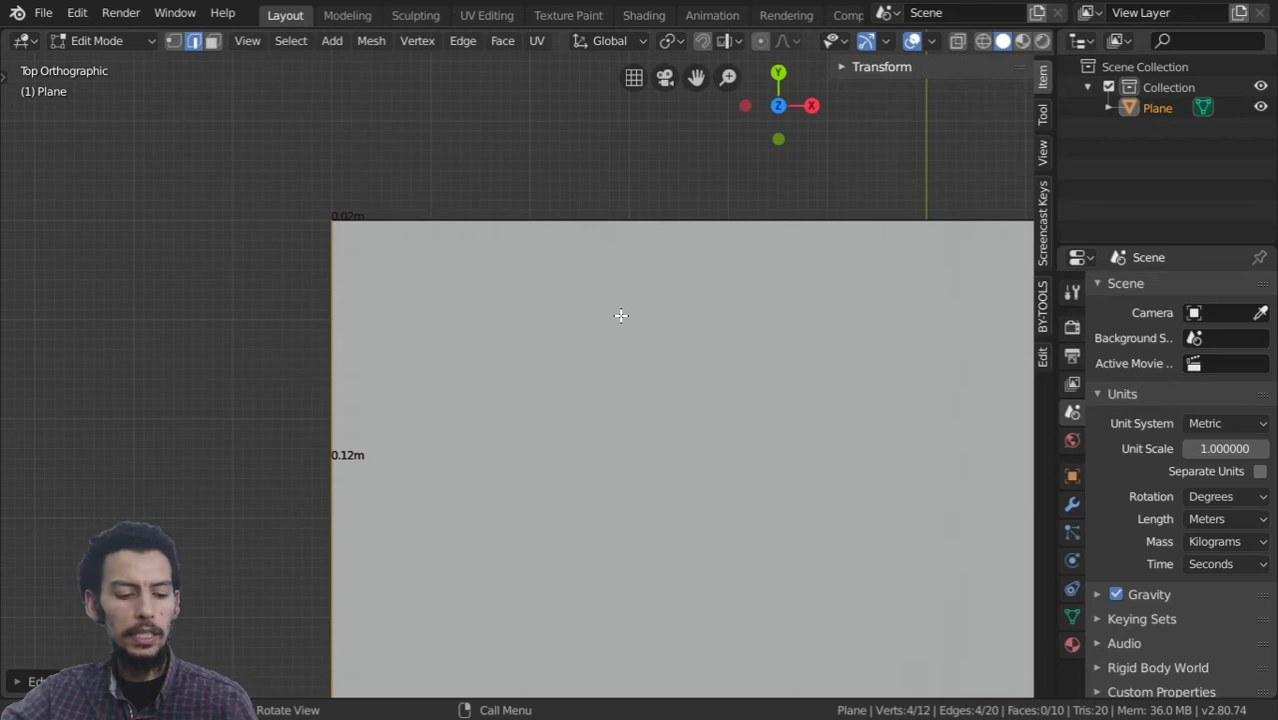 File Edit Render Window Help Layout Modeling Sculpting UV Editing Texture Paint Shading Animation Rendering Comp Scene View Layer
Edit Mode View Select Add Mesh Vertex Edge Face UV Global
Top Orthographic
(1) Plane
Y
X
Z
Transform
Item
Tool
View
Screencast Keys
BY-TOOLS
Edit
Scene Collection
Collection
Plane
0.02m
0.12m
Scene
Scene
Camera
Background S..
Active Movie ..
Units
Unit System Metric
Unit Scale 1.000000
Separate Units
Rotation Degrees
Length Meters
Mass Kilograms
Time Seconds
Gravity
Keying Sets
Audio
Rigid Body World
Custom Properties
Rotate View Call Menu Plane | Verts:4/12 | Edges:4/20 | Faces:0/10 | Tris:20 | Mem: 36.0 MB | v2.80.74